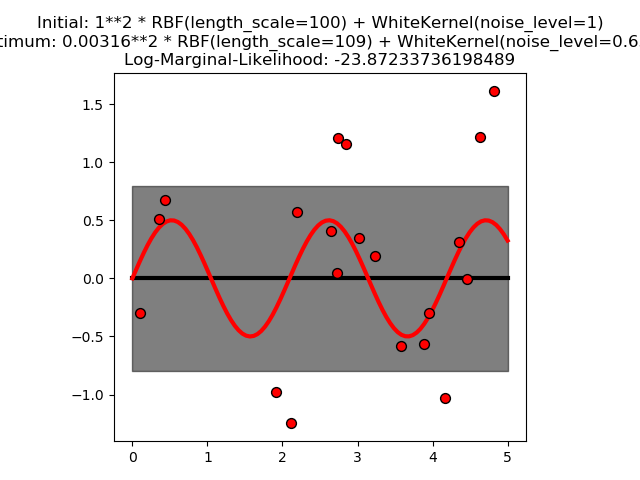 Initial: 1**2 * RBF(length_scale=100) + WhiteKernel(noise_level=1)
timum: 0.00316**2 * RBF(length_scale=109) + WhiteKernel(noise_level=0.6
Log-Marginal-Likelihood: -23.87233736198489
1.5
1.0
0.5
0.0
−0.5
−1.0
0 1 2 3 4 5